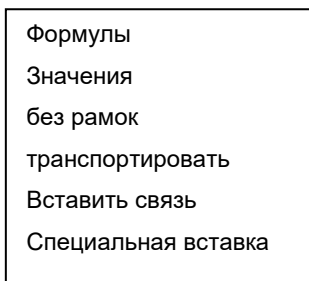 Формулы
Значения
без рамок
транспортировать
Вставить связь
Специальная вставка